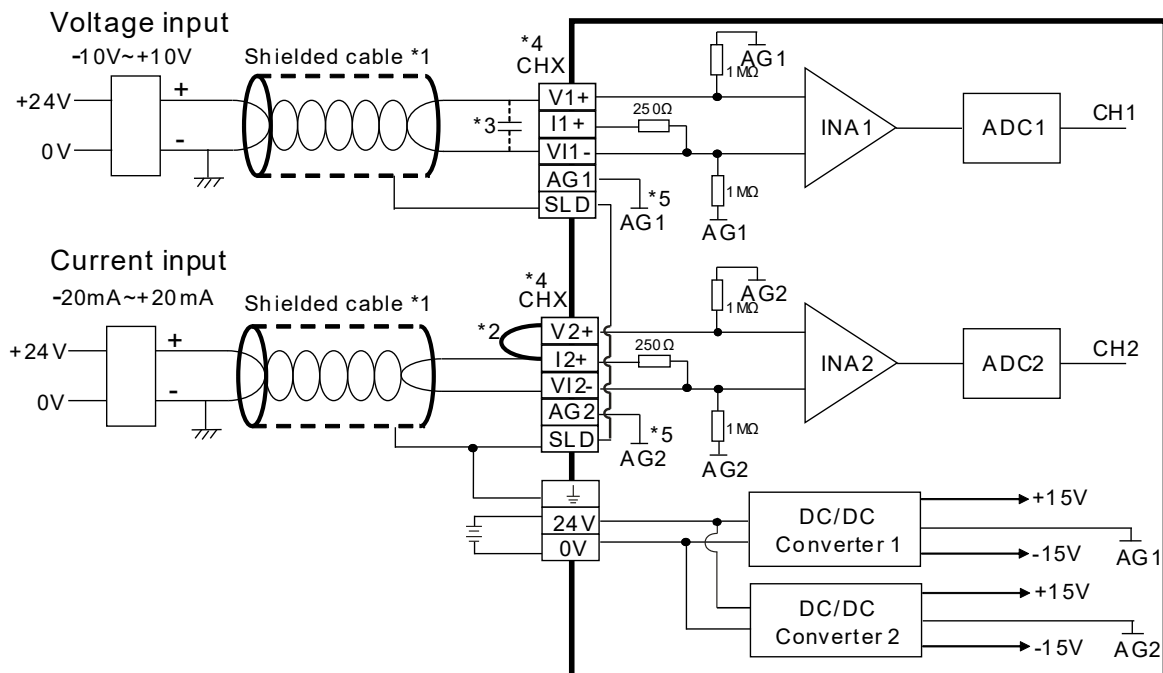 Voltage input
-10V~+10V
Shielded cable *1
*4
CHX
+24V
0V
+
-
*3
V1+
I1+
VI1-
AG1
SLD
250Ω
AG1
1MΩ
1MΩ
AG1
*5
AG1
INA1
ADC1
CH1
Current input
-20mA~+20mA
Shielded cable *1
*4
CHX
+24V
0V
+
-
*2
V2+
I2+
VI2-
AG2
SLD
250Ω
AG2
1MΩ
1MΩ
AG2
*5
AG2
INA2
ADC2
CH2
24V
0V
DC/DC
Converter 1
+15V
AG1
-15V
DC/DC
Converter 2
+15V
AG2
-15V